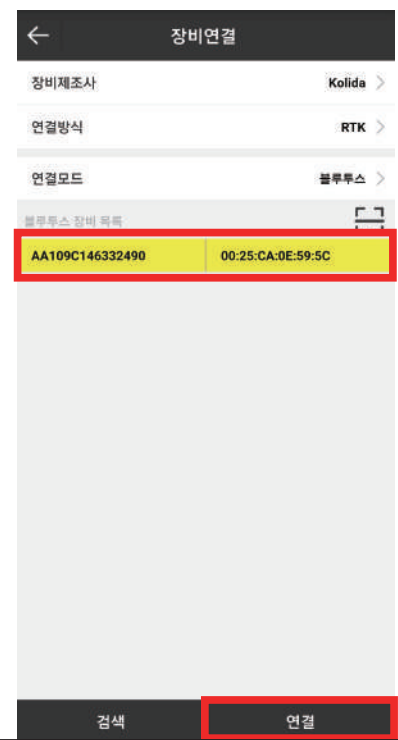 장비연결
장비제조사 Kolida
연결방식 RTK
연결모드 블루투스
블루투스 장비 목록
AA109C146332490 00:25:CA:0E:59:5C
검색 연결